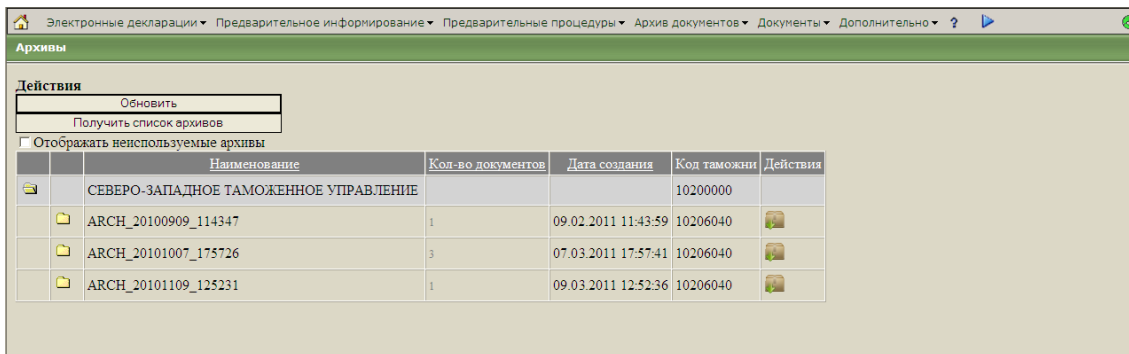 Электронные декларации Предварительное информирование Предварительные процедуры Архив документов Документы Дополнительно ?
Архивы
Действия
Обновить
Получить список архивов
Отображать неиспользуемые архивы
Наименование Кол-во документов Дата создания Код таможни Действия
СЕВЕРО-ЗАПАДНОЕ ТАМОЖЕННОЕ УПРАВЛЕНИЕ 10200000
ARCH_20100909_114347 1 09.02.2011 11:43:59 10206040
ARCH_20101007_175726 3 07.03.2011 17:57:41 10206040
ARCH_20101109_125231 1 09.03.2011 12:52:36 10206040